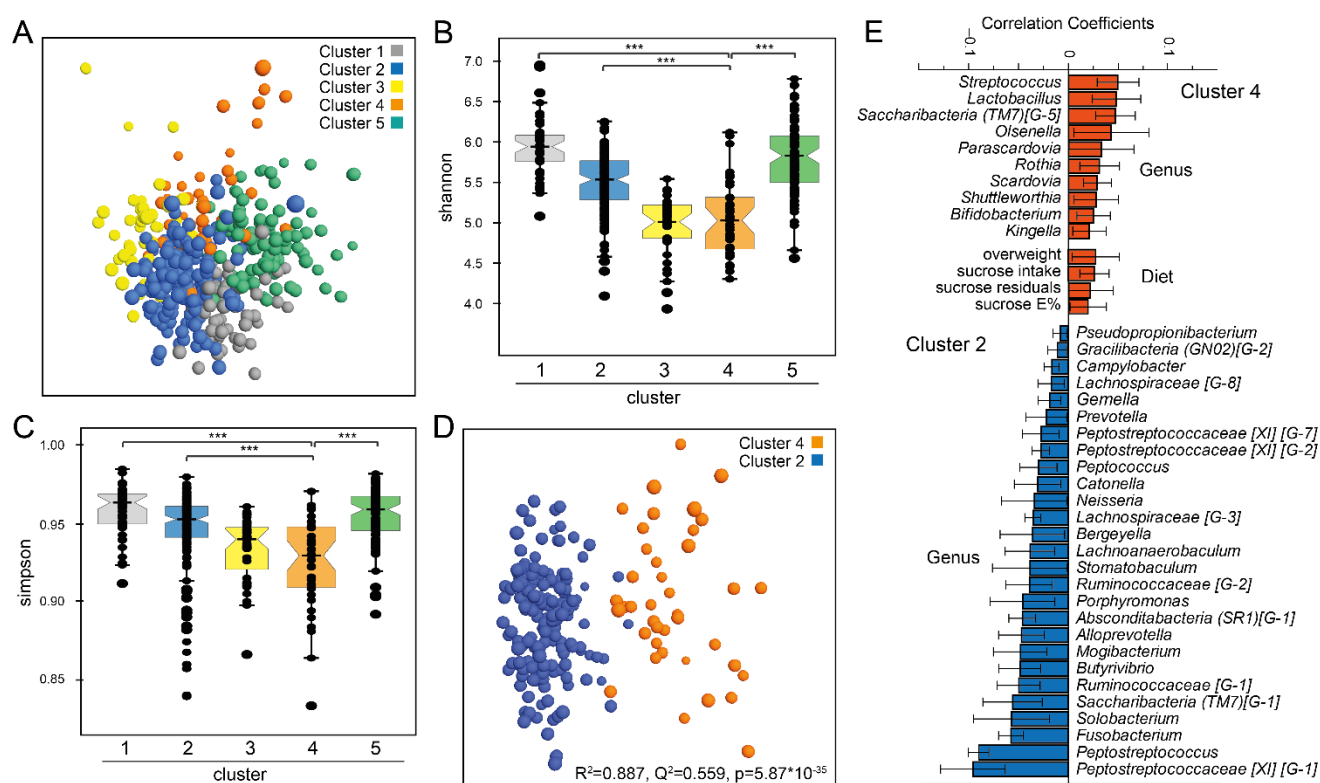 A
Cluster 1
Cluster 2
Cluster 3
Cluster 4
Cluster 5
B
***
***
***
7.0
6.5
6.0
5.5
5.0
4.5
4.0
shannon
1 2 3 4 5
cluster
C
***
***
***
1.00
0.95
0.90
0.85
simpson
1 2 3 4 5
cluster
D
Cluster 4
Cluster 2
R²=0.887, Q²=0.559, p=5.87*10⁻³⁵
E
Correlation Coefficients
-0.1 0 0.1
Cluster 4
Streptococcus
Lactobacillus
Saccharibacteria (TM7)[G-5]
Olsenella
Parascardovia
Rothia
Scardovia
Shuttleworthia
Bifidobacterium
Kingella
Genus
overweight
sucrose intake
sucrose residuals
sucrose E%
Diet
Cluster 2
Pseudopropionibacterium
Gracilibacteria (GN02)[G-2]
Campylobacter
Lachnospiraceae [G-8]
Gemella
Prevotella
Peptostreptococcaceae [XI] [G-7]
Peptostreptococcaceae [XI] [G-2]
Peptococcus
Catonella
Neisseria
Lachnospiraceae [G-3]
Bergeyella
Lachnoanaerobaculum
Stomatobaculum
Ruminococcaceae [G-2]
Porphyromonas
Absconditabacteria (SR1)[G-1]
Alloprevotella
Mogibacterium
Butyrivibrio
Ruminococcaceae [G-1]
Saccharibacteria (TM7)[G-1]
Solobacterium
Fusobacterium
Peptostreptococcus
Peptostreptococcaceae [XI] [G-1]
Genus